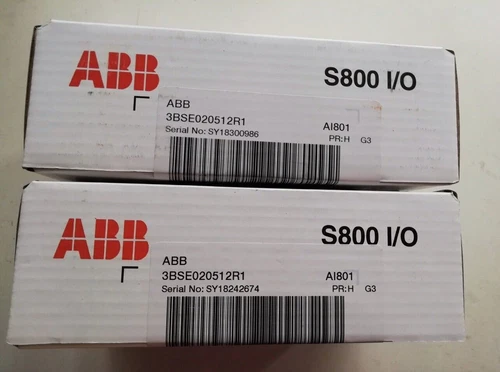 ABB
S800 I/O
ABB
3BSE020512R1
AI801
Serial No: SY18300986
PR:H G3
ABB
S800 I/O
ABB
3BSE020512R1
AI801
Serial No: SY18242674
PR:H G3